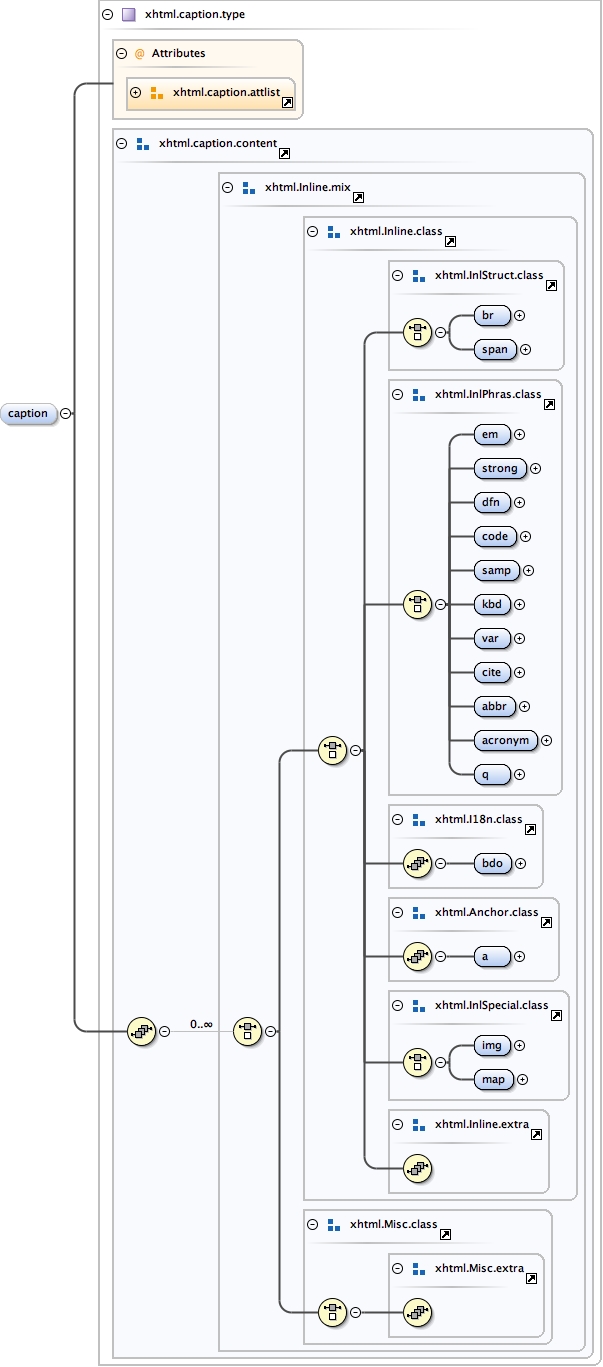 xhtml.caption.type
@ Attributes
xhtml.caption.attlist
xhtml.caption.content
xhtml.Inline.mix
xhtml.Inline.class
xhtml.InlStruct.class
br
span
xhtml.InlPhras.class
caption
em
strong
dfn
code
samp
kbd
var
cite
abbr
acronym
q
xhtml.I18n.class
bdo
xhtml.Anchor.class
a
xhtml.InlSpecial.class
0..∞
img
map
xhtml.Inline.extra
xhtml.Misc.class
xhtml.Misc.extra